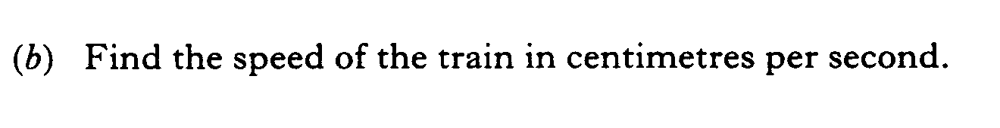 (b) Find the speed of the train in centimetres per second.